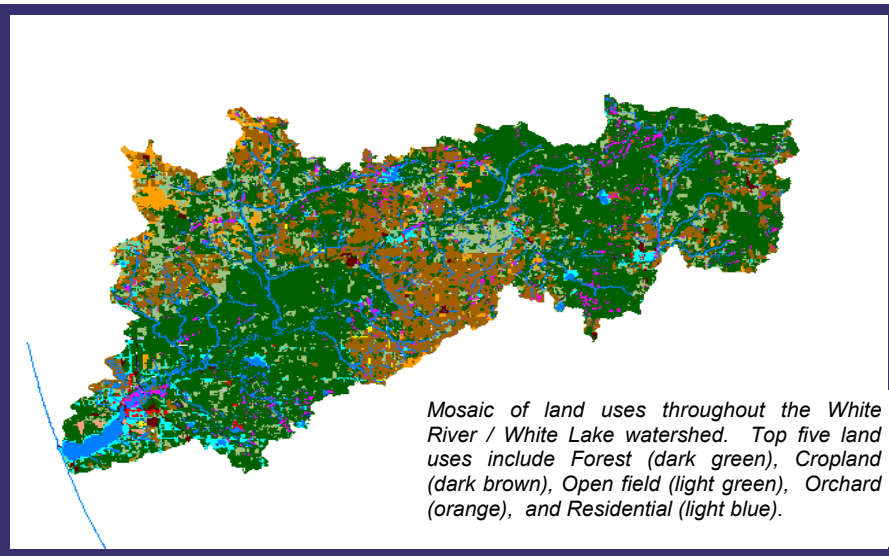 Mosaic of land uses throughout the White
River / White Lake watershed. Top five land
uses include Forest (dark green), Cropland
(dark brown), Open field (light green), Orchard
(orange), and Residential (light blue).